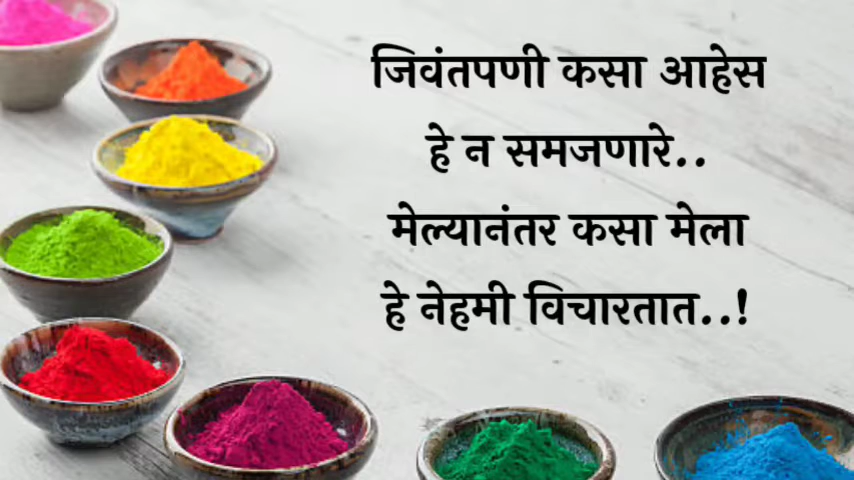 जिवंतपणी कसा आहेस
हे न समजणारे..
मेल्यानंतर कसा मेला
हे नेहमी विचारतात..!